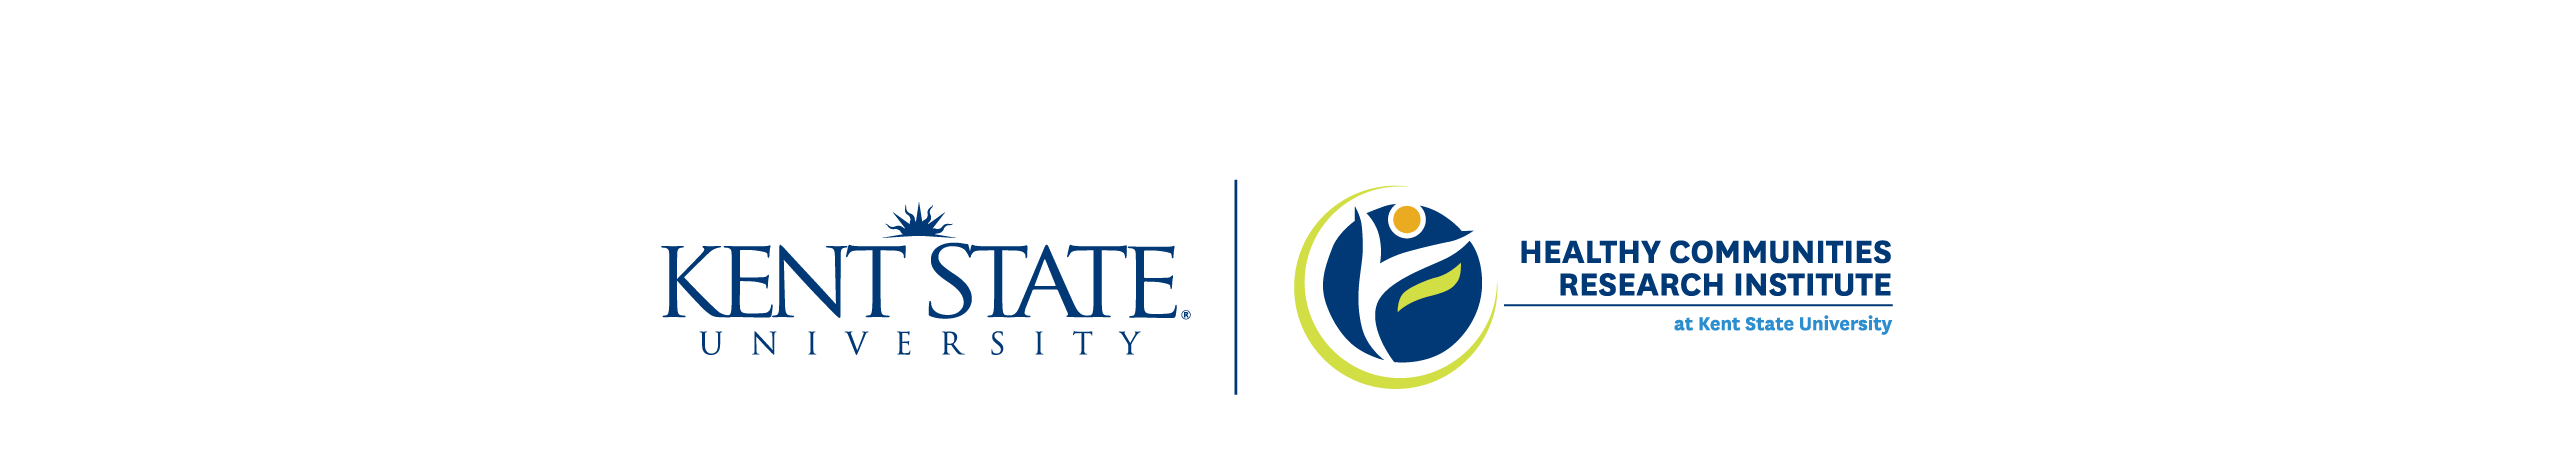 KENT STATE®
UNIVERSITY
HEALTHY COMMUNITIES
RESEARCH INSTITUTE
at Kent State University